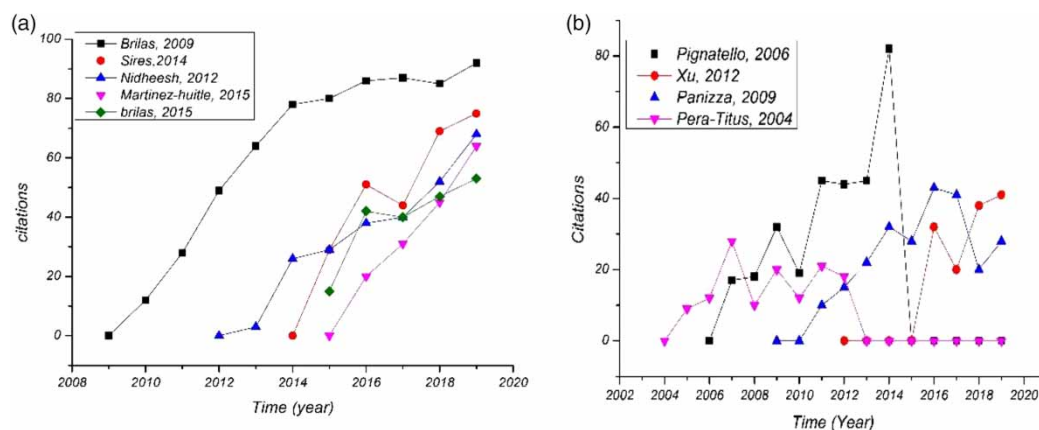 (a)
Brilas, 2009
Sires,2014
Nidheesh, 2012
Martinez-huitle, 2015
brilas, 2015
100
80
60
40
20
0
citations
2008
2010
2012
2014
2016
2018
2020
Time (year)
(b)
Pignatello, 2006
Xu, 2012
Panizza, 2009
Pera-Titus, 2004
80
60
40
20
0
Citations
2002
2004
2006
2008
2010
2012
2014
2016
2018
2020
Time (Year)